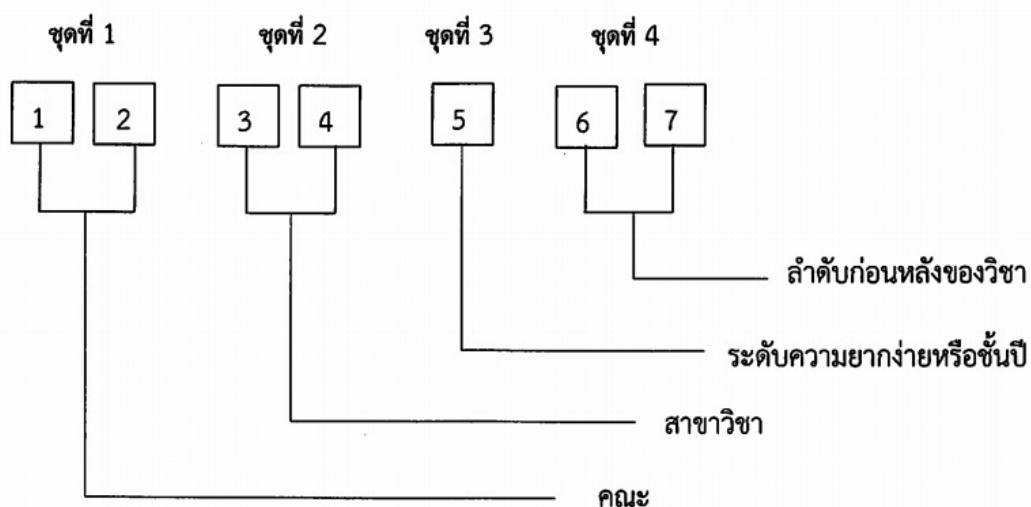 ชุดที่ 1 ชุดที่ 2 ชุดที่ 3 ชุดที่ 4
1 2 3 4 5 6 7
ลำดับก่อนหลังของวิชา
ระดับความยากง่ายหรือชั้นปี
สาขาวิชา
คณะ